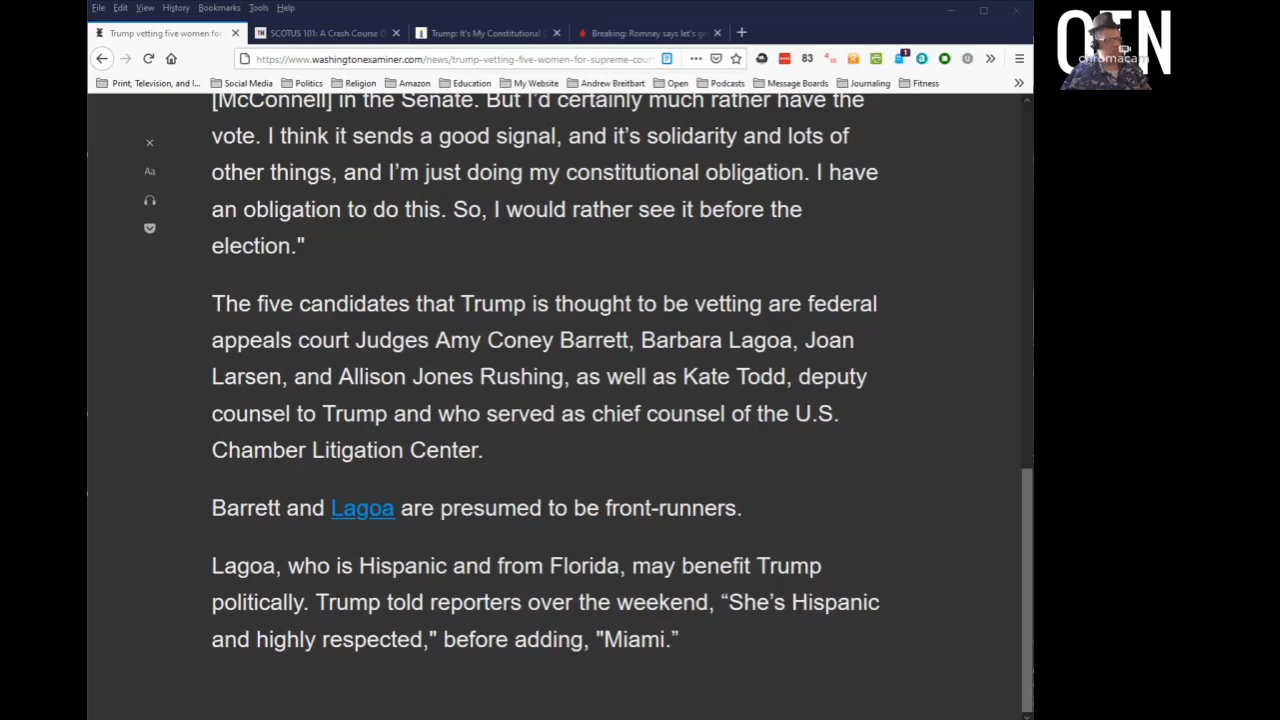 File Edit View History Bookmarks Tools Help
Trump vetting five women for
SCOTUS 101: A Crash Course
Trump: It's My Constitutional
Breaking: Romney says let's
https://www.washingtonexaminer.com/news/trump-vetting-five-women-for-supreme-cour
83
1
Print, Television, and I... Social Media Politics Religion Amazon Education My Website Andrew Breitbart Open Podcasts Message Boards Journaling Fitness
OTN
chromacam
[McConnell] in the Senate. But I'd certainly much rather have the
vote. I think it sends a good signal, and it's solidarity and lots of
other things, and I'm just doing my constitutional obligation. I have
an obligation to do this. So, I would rather see it before the
election."
Aa
The five candidates that Trump is thought to be vetting are federal
appeals court Judges Amy Coney Barrett, Barbara Lagoa, Joan
Larsen, and Allison Jones Rushing, as well as Kate Todd, deputy
counsel to Trump and who served as chief counsel of the U.S.
Chamber Litigation Center.
Barrett and Lagoa are presumed to be front-runners.
Lagoa, who is Hispanic and from Florida, may benefit Trump
politically. Trump told reporters over the weekend, “She’s Hispanic
and highly respected," before adding, "Miami.”